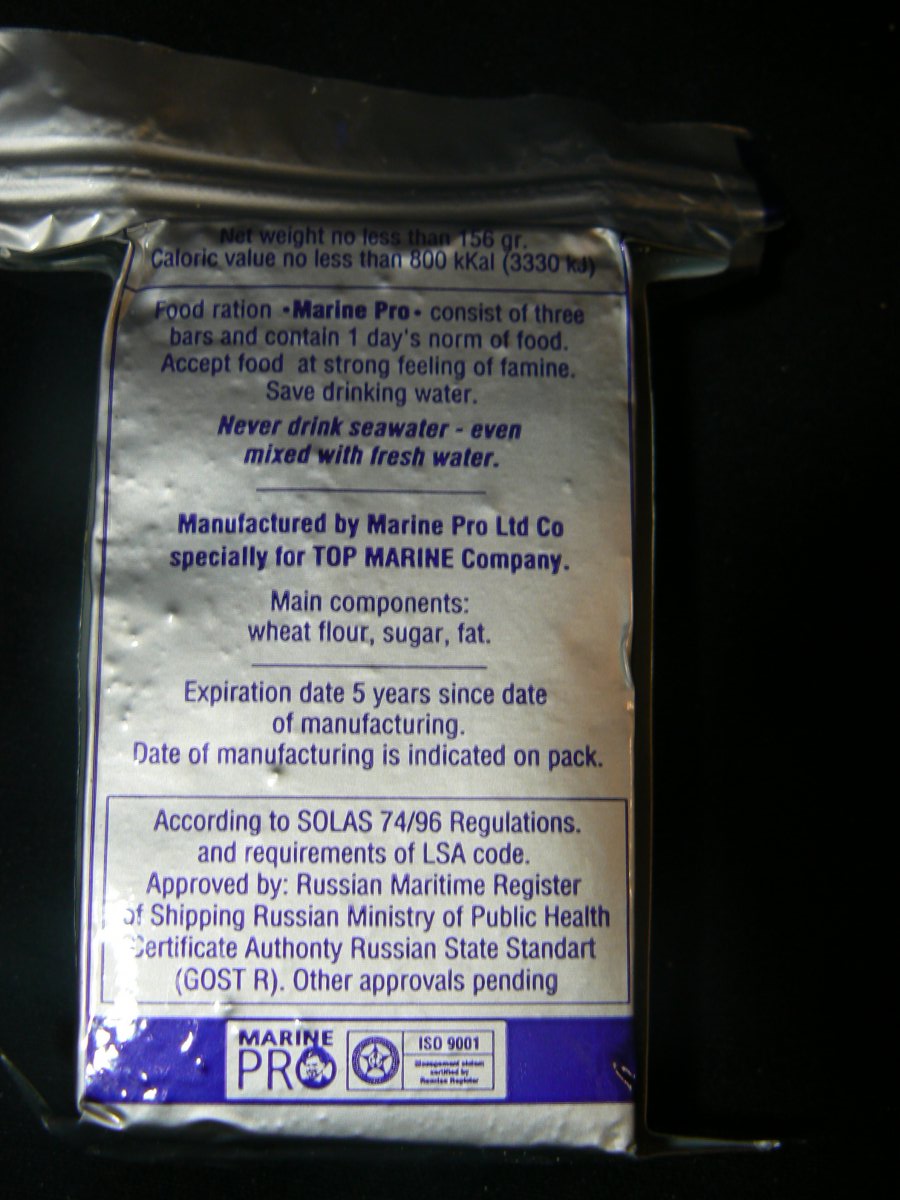 Net weight no less than 156 gr.
Caloric value no less than 800 kKal (3330 kJ)
Food ration •Marine Pro• consist of three
bars and contain 1 day's norm of food.
Accept food at strong feeling of famine.
Save drinking water.
Never drink seawater - even
mixed with fresh water.
Manufactured by Marine Pro Ltd Co
specially for TOP MARINE Company.
Main components:
wheat flour, sugar, fat.
Expiration date 5 years since date
of manufacturing.
Date of manufacturing is indicated on pack.
According to SOLAS 74/96 Regulations.
and requirements of LSA code.
Approved by: Russian Maritime Register
of Shipping Russian Ministry of Public Health
Certificate Authonty Russian State Standart
(GOST R). Other approvals pending
MARINE
PRO
ISO 9001
Management system
certified by
Russian Register